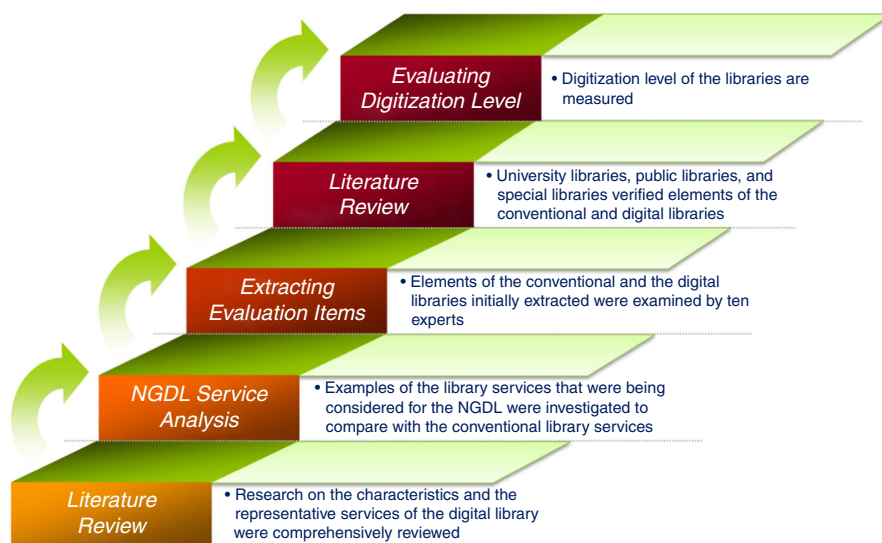 Evaluating
Digitization Level
• Digitization level of the libraries are
measured
Literature
Review
• University libraries, public libraries, and
special libraries verified elements of the
conventional and digital libraries
Extracting
Evaluation Items
• Elements of the conventional and the digital
libraries initially extracted were examined by ten
experts
NGDL Service
Analysis
• Examples of the library services that were being
considered for the NGDL were investigated to
compare with the conventional library services
Literature
Review
• Research on the characteristics and the
representative services of the digital library
were comprehensively reviewed